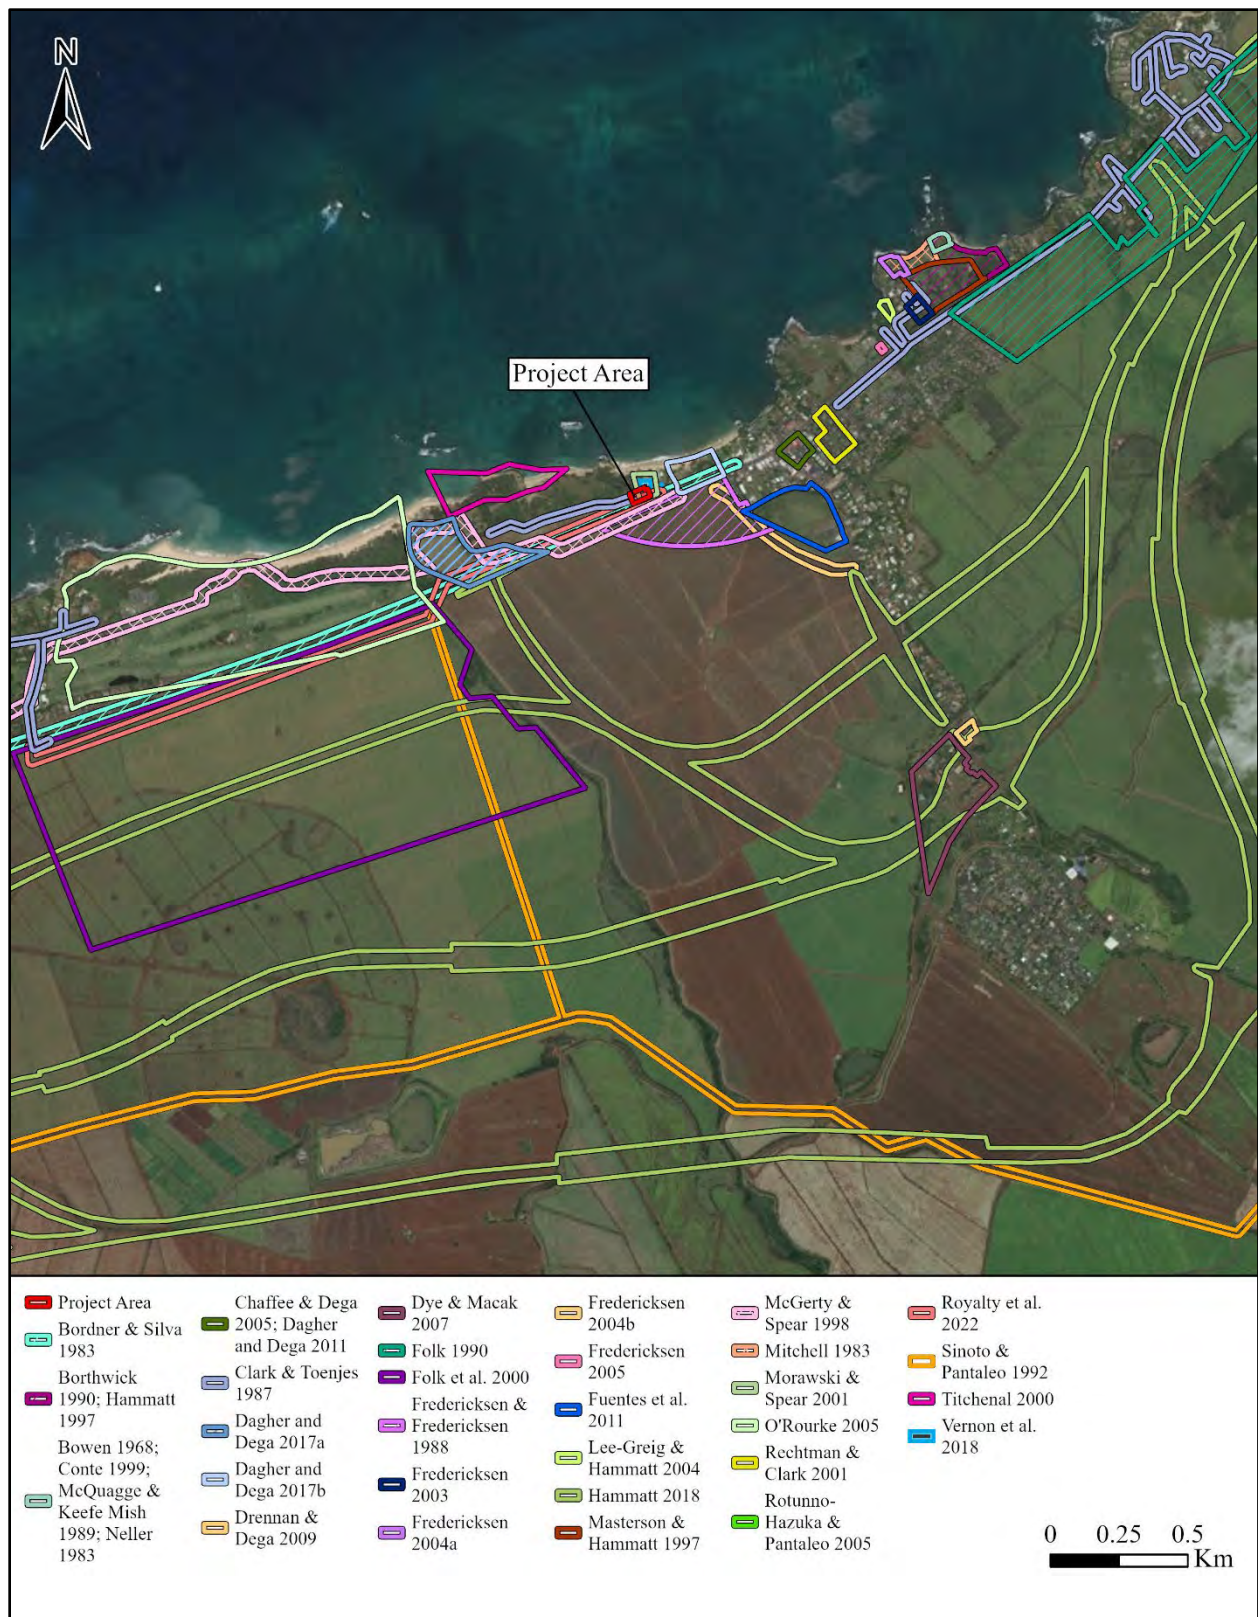 N
Project Area
Project Area
Bordner & Silva
1983
Borthwick
1990; Hammatt
1997
Bowen 1968;
Conte 1999;
McQuagge &
Keefe Mish
1989; Neller
1983
Chaffee & Dega
2005; Dagher
and Dega 2011
Clark & Toenjes
1987
Dagher and
Dega 2017a
Dagher and
Dega 2017b
Drennan &
Dega 2009
Dye & Macak
2007
Folk 1990
Folk et al. 2000
Fredericksen &
Fredericksen
1988
Fredericksen
2003
Fredericksen
2004a
Fredericksen
2004b
Fredericksen
2005
Fuentes et al.
2011
Lee-Greig &
Hammatt 2004
Hammatt 2018
Masterson &
Hammatt 1997
McGerty &
Spear 1998
Mitchell 1983
Morawski &
Spear 2001
O'Rourke 2005
Rechtman &
Clark 2001
Rotunno-
Hazuka &
Pantaleo 2005
Royalty et al.
2022
Sinoto &
Pantaleo 1992
Titchenal 2000
Vernon et al.
2018
0 0.25 0.5
Km